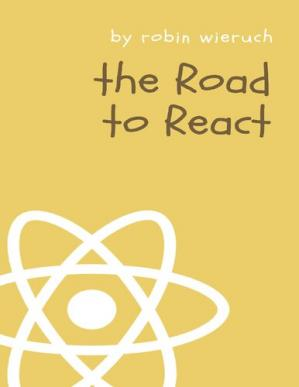 by robin wieruch
the Road
to React